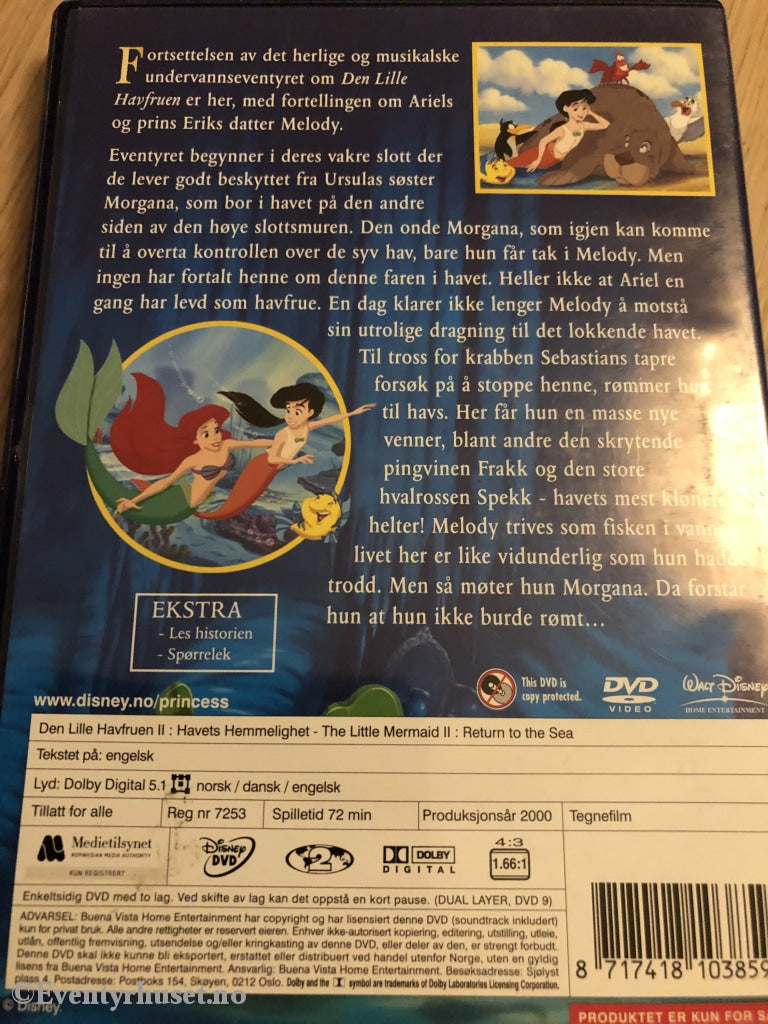 Fortsettelsen av det herlige og musikalske
undervannseventyret om Den Lille
Havfruen er her, med fortellingen om Ariels
og prins Eriks datter Melody.
Eventyret begynner i deres vakre slott der
de lever godt beskyttet fra Ursulas søster
Morgana, som bor i havet på den andre
siden av den høye slottsmuren. Den onde Morgana, som igjen kan komme
til å overta kontrollen over de syv hav, bare hun får tak i Melody. Men
ingen har fortalt henne om denne faren i havet. Heller ikke at Ariel en
gang har levd som havfrue. En dag klarer ikke lenger Melody å motstå
sin utrolige dragning til det lokkende havet.
Til tross for krabben Sebastians tapre
forsøk på å stoppe henne, rømmer hun
til havs. Her får hun en masse nye
venner, blant andre den skrytende
pingvinen Frakk og den store
hvalrossen Spekk - havets mest
helter! Melody trives som fisken i
livet her er like vidunderlig som hun hadde
trodd. Men så møter hun Morgana. Da forstår
hun at hun ikke burde rømt...
EKSTRA
- Les historien
- Spørrelek
www.disney.no/princess
This DVD is
copy protected.
DVD
VIDEO
WALT DISNEY
HOME ENTERTAINMENT
Den Lille Havfruen II : Havets Hemmelighet - The Little Mermaid II : Return to the Sea
Tekstet på: engelsk
Lyd: Dolby Digital 5.1 norsk / dansk / engelsk
Tillatt for alle
Reg nr 7253
Spilletid 72 min
Produksjonsår 2000
Tegnefilm
Medietilsynet
NORWEGIAN MEDIA AUTHORITY
KUN REGISTRERT
DISNEY
DVD
2
DOLBY
DIGITAL
4:3
1.66:1
Enkeltsidig DVD med to lag. Ved skifte av lag kan det oppstå en kort pause. (DUAL LAYER, DVD 9)
ADVARSEL: Buena Vista Home Entertainment har copyright og har lisensiert denne DVD (soundtrack inkludert)
kun for privat bruk. Alle andre rettigheter er reservert eieren. Enhver ikke-autorisert kopiering, editering, utstilling, utleie,
utlån, offentlig fremvisning, utsendelse og/eller kringkasting av denne DVD, eller deler av den, er strengt forbudt.
Denne DVD skal ikke kunne bli eksportert, erstattet eller distribuert ved handel utenfor Norge, uten en gyldig
lisens fra Buena Vista Home Entertainment. Ansvarlig: Buena Vista Home Entertainment. Besøksadresse: Sjølyst
plass 4. Postadresse: Postboks 154, Skøyen, 0212 Oslo. Dolby and the symbol are trademarks of Dolby Laboratories Licensing Corporation.
8 717418 103859
©Eventyrhuset.no
© Disney.
PRODUKTET ER KUN FOR